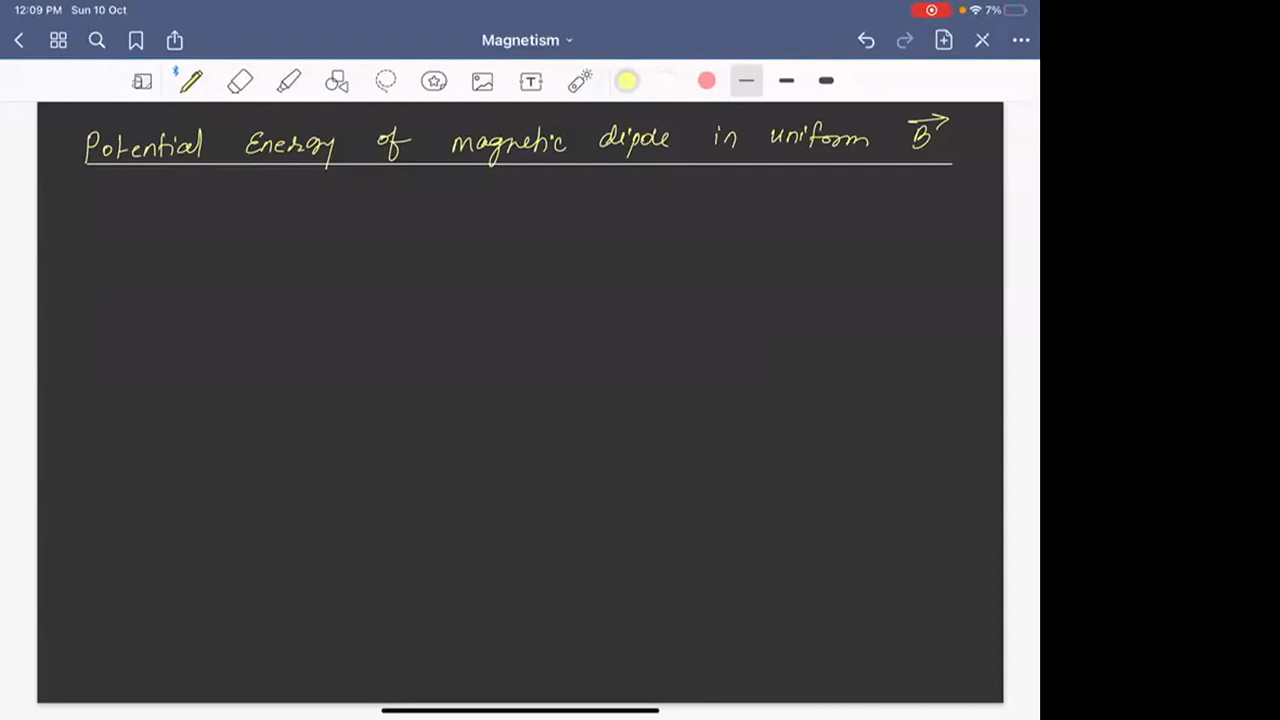 12:09 PM Sun 10 Oct
7%
Magnetism
T
Potential Energy of magnetic dipole in uniform B